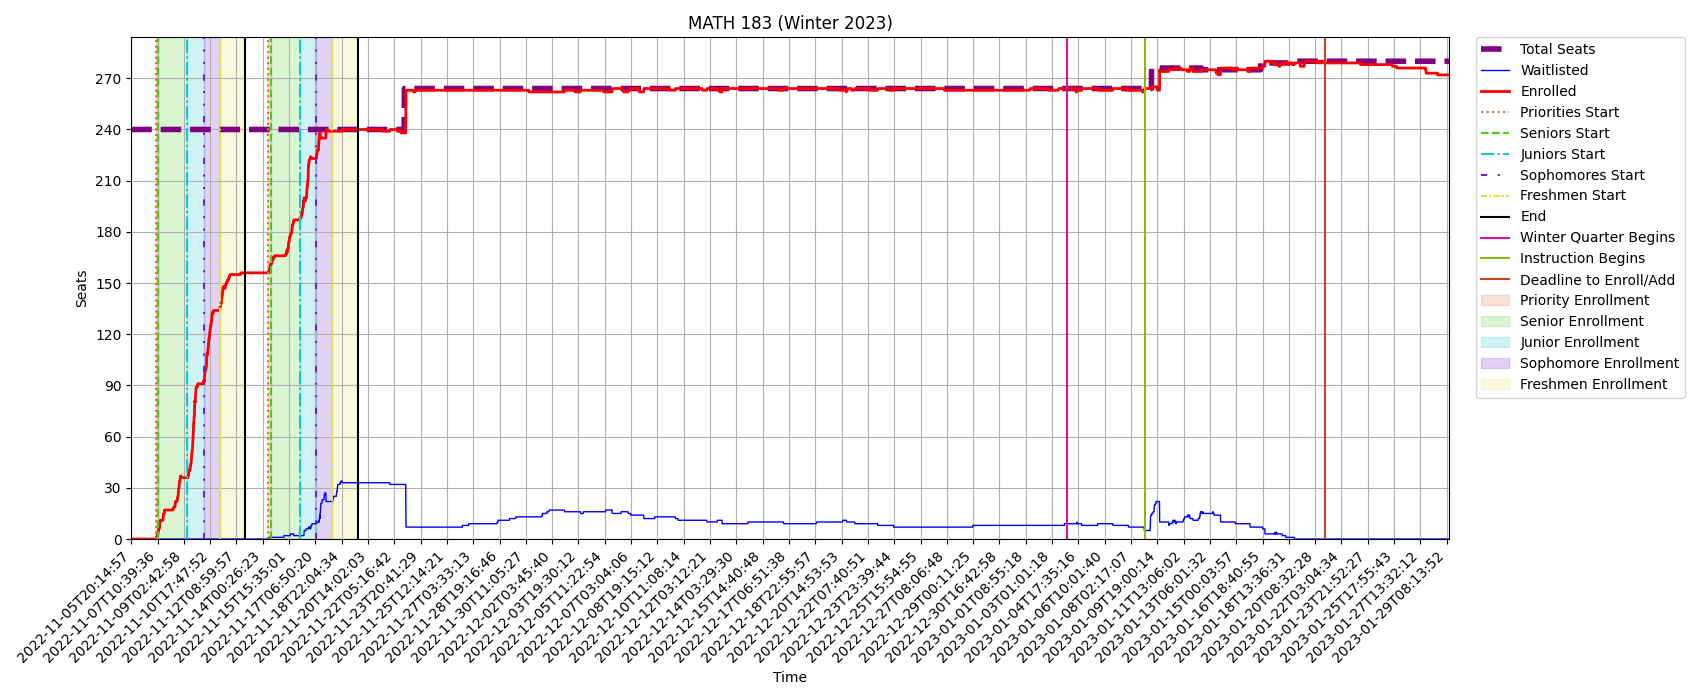 MATH 183 (Winter 2023)
Seats
270
240
210
180
150
120
90
60
30
0
2022-11-05T20:14:57
2022-11-07T10:39:36
2022-11-09T02:42:58
2022-11-10T17:47:52
2022-11-12T08:59:57
2022-11-14T00:26:23
2022-11-15T15:35:01
2022-11-17T06:50:20
2022-11-18T22:04:34
2022-11-20T14:02:03
2022-11-22T05:16:42
2022-11-23T20:41:29
2022-11-25T12:14:21
2022-11-27T03:33:15
2022-11-28T19:16:46
2022-11-30T11:05:27
2022-12-02T03:45:40
2022-12-03T19:30:12
2022-12-05T11:22:54
2022-12-07T03:04:06
2022-12-08T19:15:12
2022-12-10T11:08:14
2022-12-12T03:12:21
2022-12-14T03:29:30
2022-12-15T14:40:48
2022-12-17T06:51:38
2022-12-18T22:55:57
2022-12-20T14:53:53
2022-12-22T07:40:51
2022-12-23T23:39:44
2022-12-25T15:54:55
2022-12-27T08:06:48
2022-12-29T00:11:25
2022-12-30T16:42:58
2023-01-01T08:55:18
2023-01-03T01:01:18
2023-01-04T17:35:16
2023-01-06T10:01:40
2023-01-08T02:17:07
2023-01-09T19:00:14
2023-01-11T13:06:02
2023-01-13T06:01:32
2023-01-15T00:03:57
2023-01-16T18:40:55
2023-01-18T13:36:31
2023-01-20T08:32:28
2023-01-22T03:04:34
2023-01-23T21:52:27
2023-01-25T17:55:43
2023-01-27T13:32:12
2023-01-29T08:13:52
Time
Total Seats
Waitlisted
Enrolled
Priorities Start
Seniors Start
Juniors Start
Sophomores Start
Freshmen Start
End
Winter Quarter Begins
Instruction Begins
Deadline to Enroll/Add
Priority Enrollment
Senior Enrollment
Junior Enrollment
Sophomore Enrollment
Freshmen Enrollment